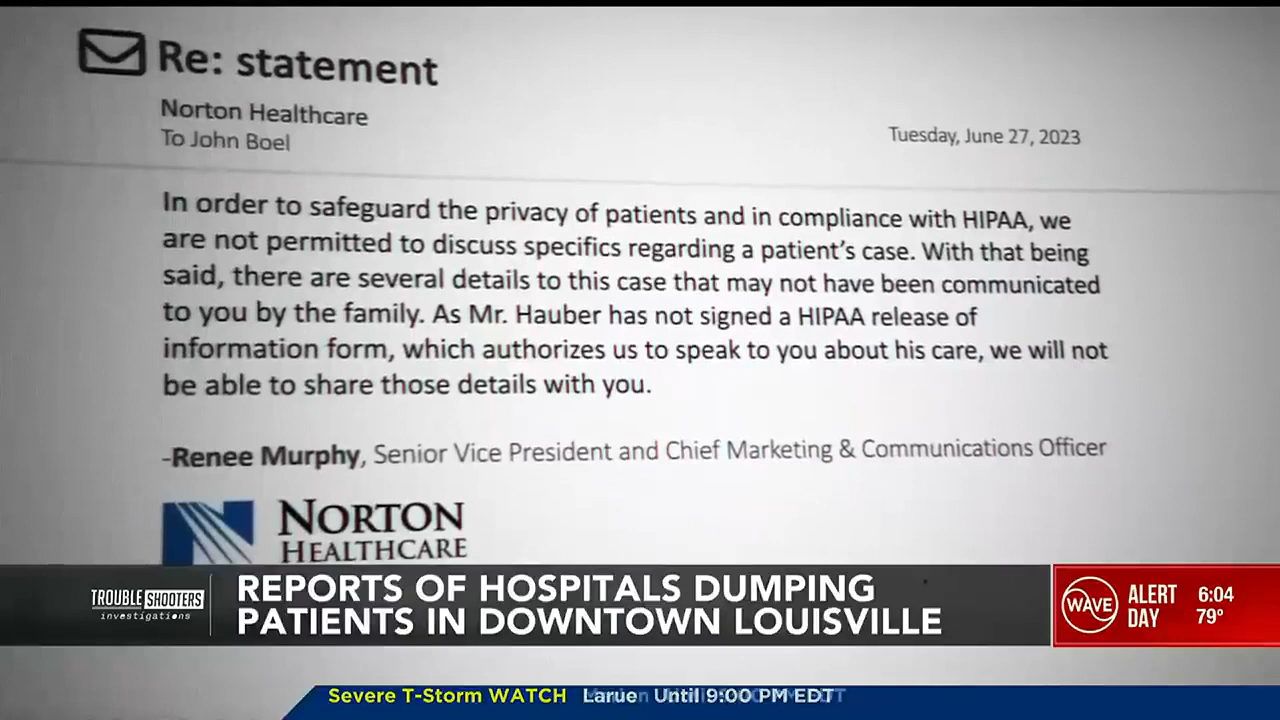 Re: statement
Norton Healthcare
To John Boel
Tuesday, June 27, 2023
In order to safeguard the privacy of patients and in compliance with HIPAA, we
are not permitted to discuss specifics regarding a patient's case. With that being
said, there are several details to this case that may not have been communicated
to you by the family. As Mr. Hauber has not signed a HIPAA release of
information form, which authorizes us to speak to you about his care, we will not
be able to share those details with you.
-Renee Murphy, Senior Vice President and Chief Marketing & Communications Officer
NORTON
HEALTHCARE
TROUBLE SHOOTERS
investigations
REPORTS OF HOSPITALS DUMPING
PATIENTS IN DOWNTOWN LOUISVILLE
WAVE
ALERT
DAY
6:04
79°
Severe T-Storm WATCH Larue Until 9:00 PM EDT